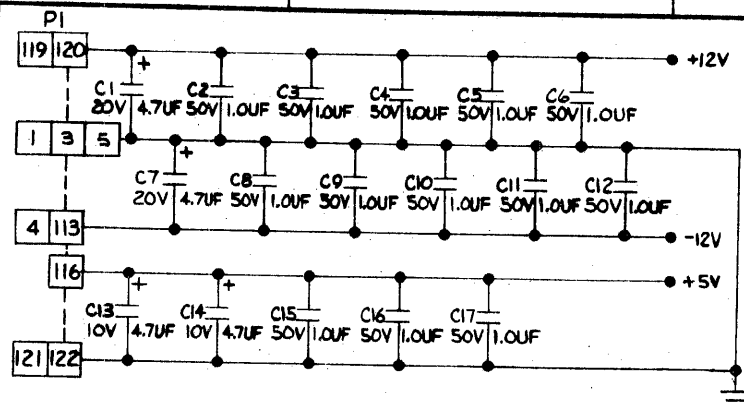 P1
119 120
+12V
+
C1 C2 C3 C4 C5 C6
20V 4.7UF 50V 1.0UF 50V 1.0UF 50V 1.0UF 50V 1.0UF 50V 1.0UF
1 3 5
+
C7 C8 C9 C10 C11 C12
20V 4.7UF 50V 1.0UF 50V 1.0UF 50V 1.0UF 50V 1.0UF 50V 1.0UF
4 113
-12V
116
+5V
+ +
C13 C14 C15 C16 C17
10V 4.7UF 10V 4.7UF 50V 1.0UF 50V 1.0UF 50V 1.0UF
121 122